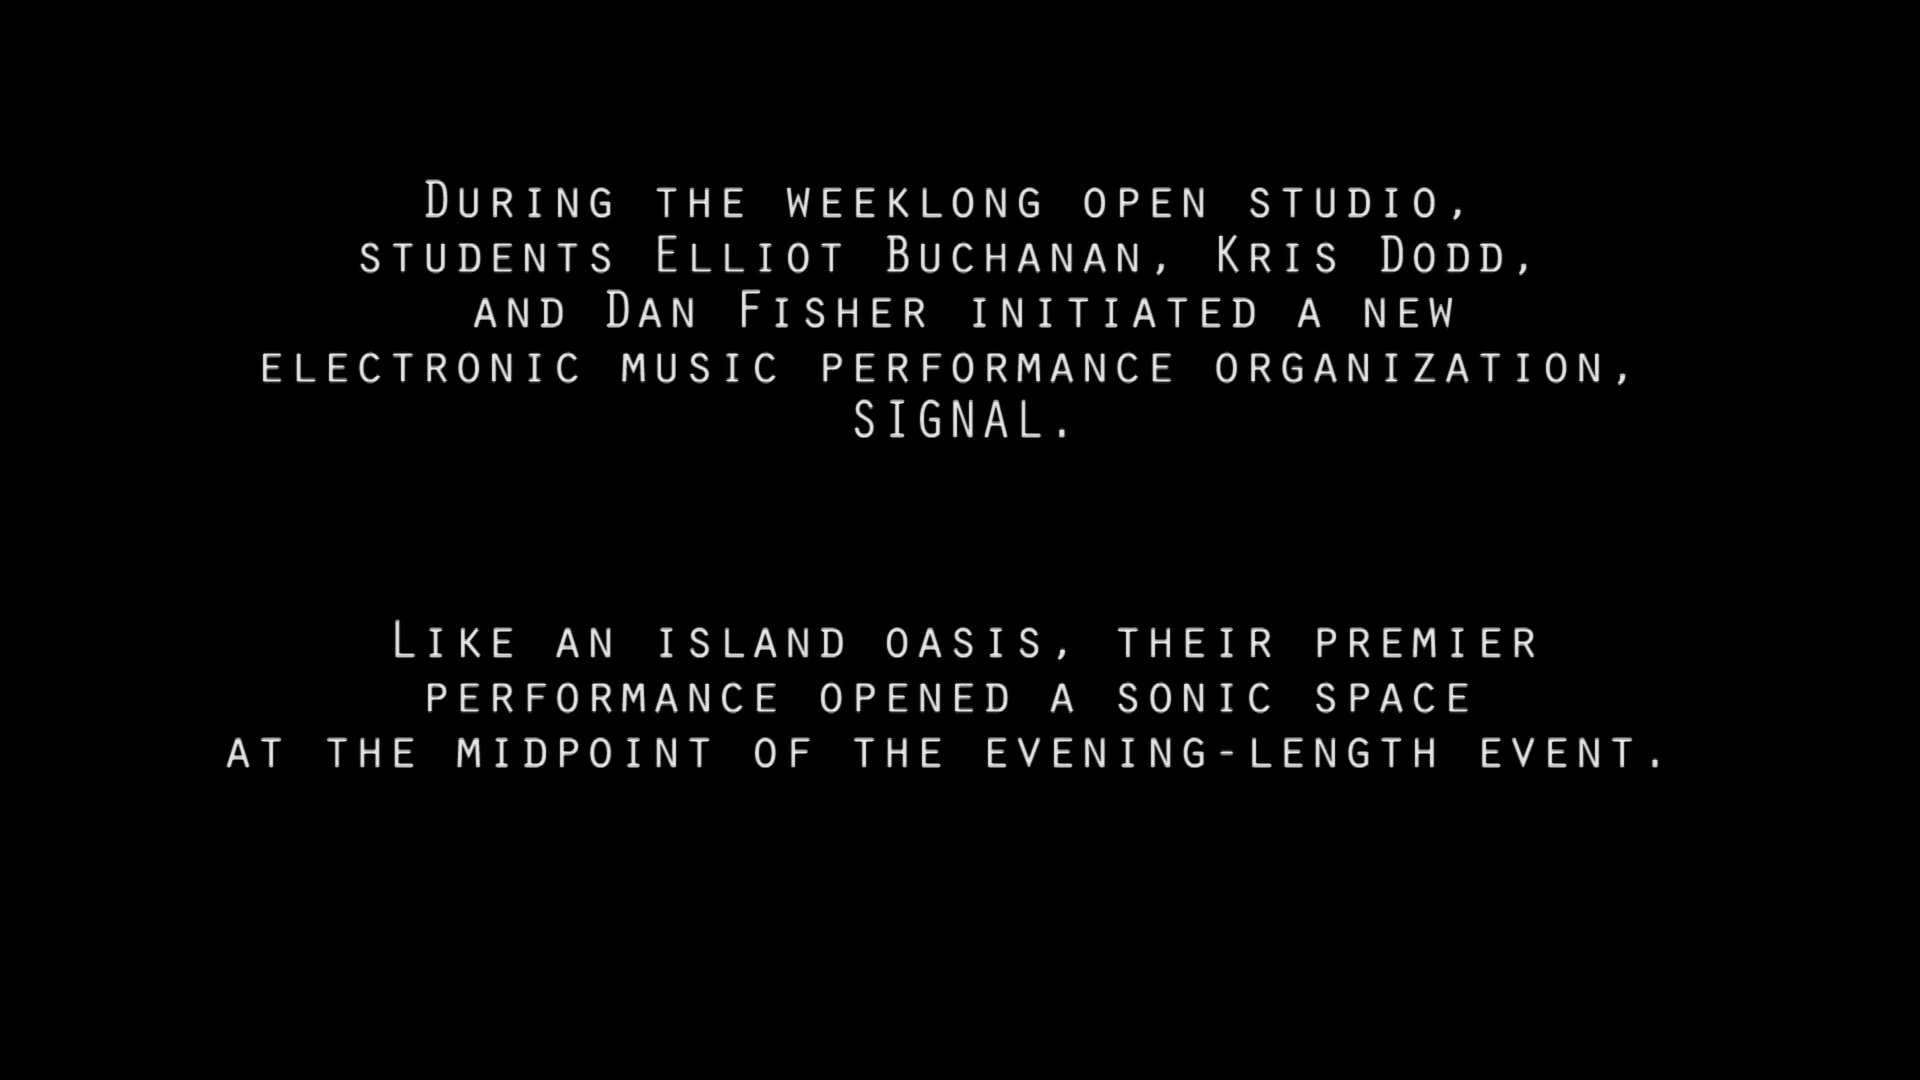 During the weeklong open studio,
students Elliot Buchanan, Kris Dodd,
and Dan Fisher initiated a new
electronic music performance organization,
SIGNAL.
Like an island oasis, their premier
performance opened a sonic space
at the midpoint of the evening-length event.